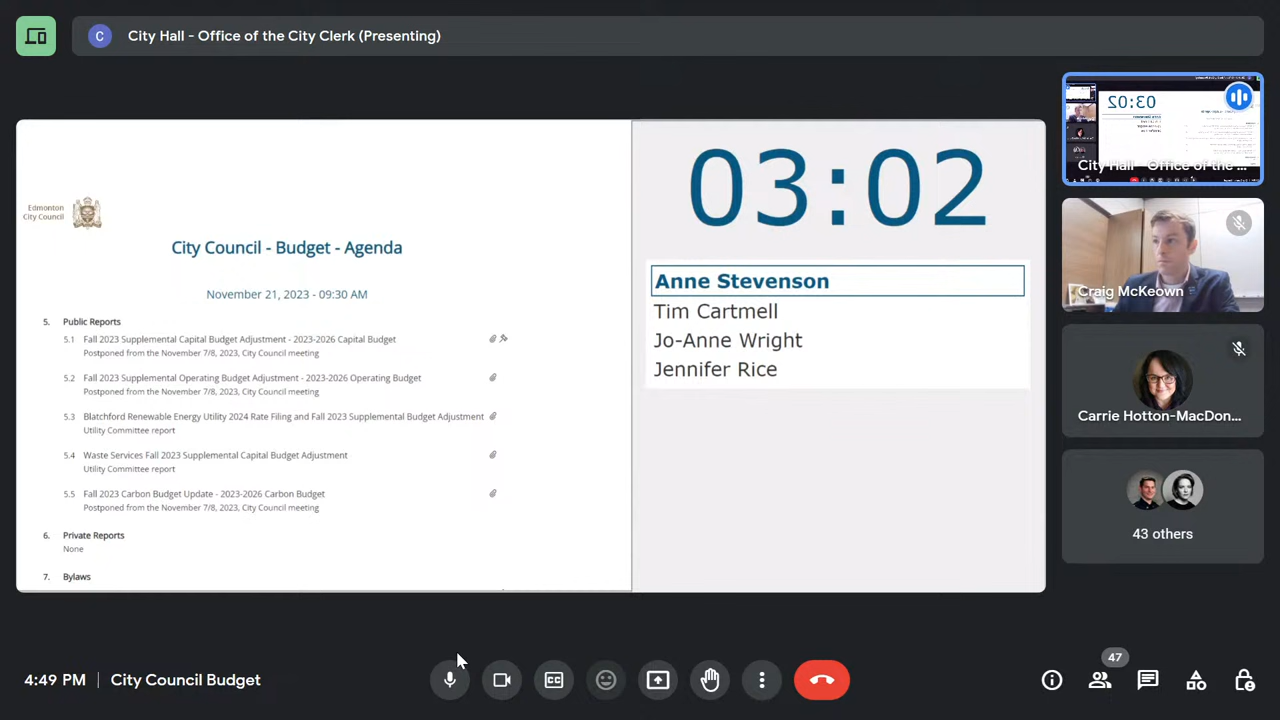 C City Hall - Office of the City Clerk (Presenting)
Edmonton
City Council
City Council - Budget - Agenda
November 21, 2023 - 09:30 AM
5. Public Reports
5.1 Fall 2023 Supplemental Capital Budget Adjustment - 2023-2026 Capital Budget
Postponed from the November 7/8, 2023, City Council meeting
5.2 Fall 2023 Supplemental Operating Budget Adjustment - 2023-2026 Operating Budget
Postponed from the November 7/8, 2023, City Council meeting
5.3 Blatchford Renewable Energy Utility 2024 Rate Filing and Fall 2023 Supplemental Budget Adjustment
Utility Committee report
5.4 Waste Services Fall 2023 Supplemental Capital Budget Adjustment
Utility Committee report
5.5 Fall 2023 Carbon Budget Update - 2023-2026 Carbon Budget
Postponed from the November 7/8, 2023, City Council meeting
6. Private Reports
None
7. Bylaws
03:02
Anne Stevenson
Tim Cartmell
Jo-Anne Wright
Jennifer Rice
03:02
City Hall - Office of the ...
Craig McKeown
Carrie Hotton-MacDon...
43 others
4:49 PM | City Council Budget
47